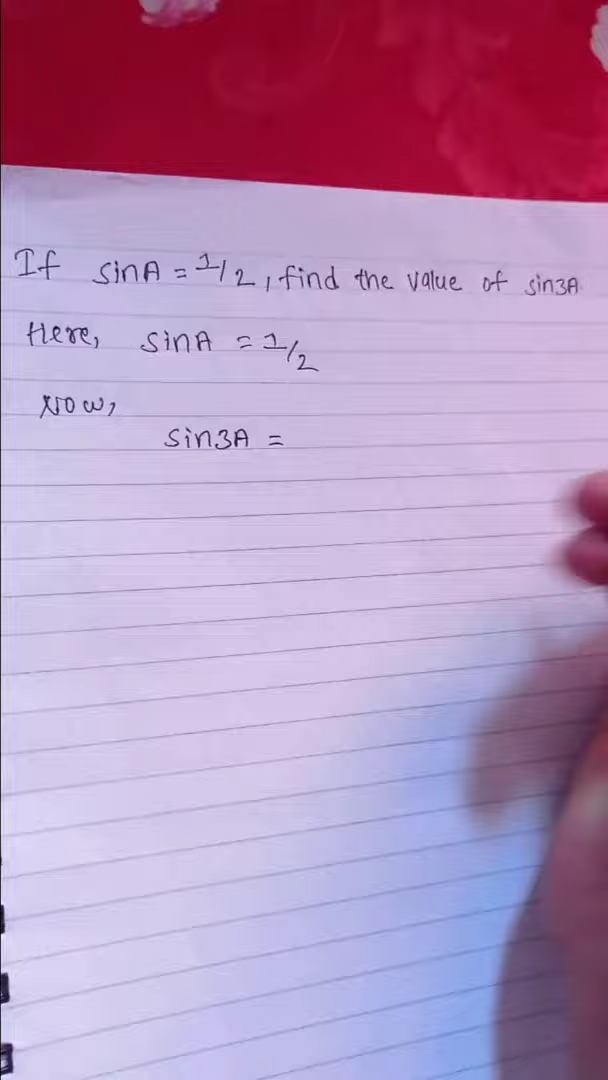 If sinA = 1/2, find the value of sin3A
Here, sinA = 1/2
Now,
sin3A =